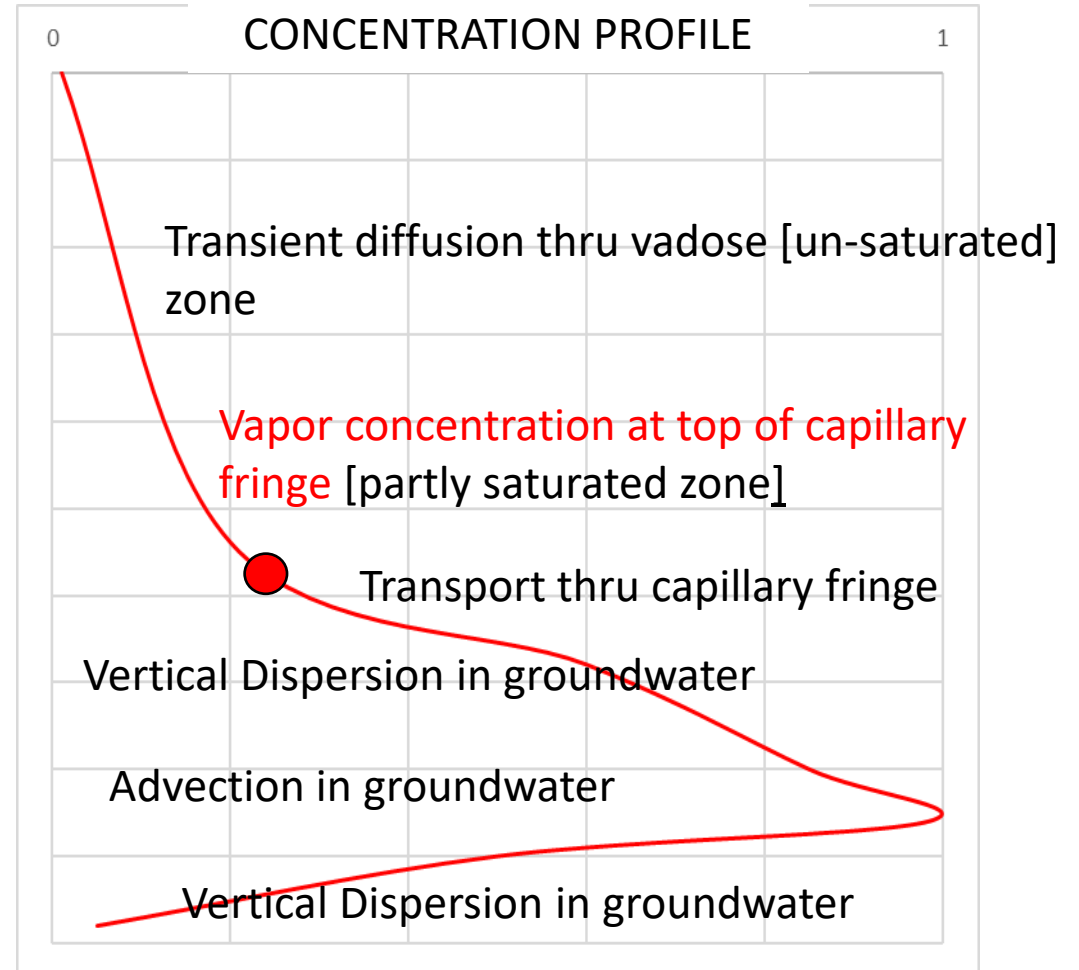 0 CONCENTRATION PROFILE 1
Transient diffusion thru vadose [un-saturated]
zone
Vapor concentration at top of capillary
fringe [partly saturated zone]
Transport thru capillary fringe
Vertical Dispersion in groundwater
Advection in groundwater
Vertical Dispersion in groundwater